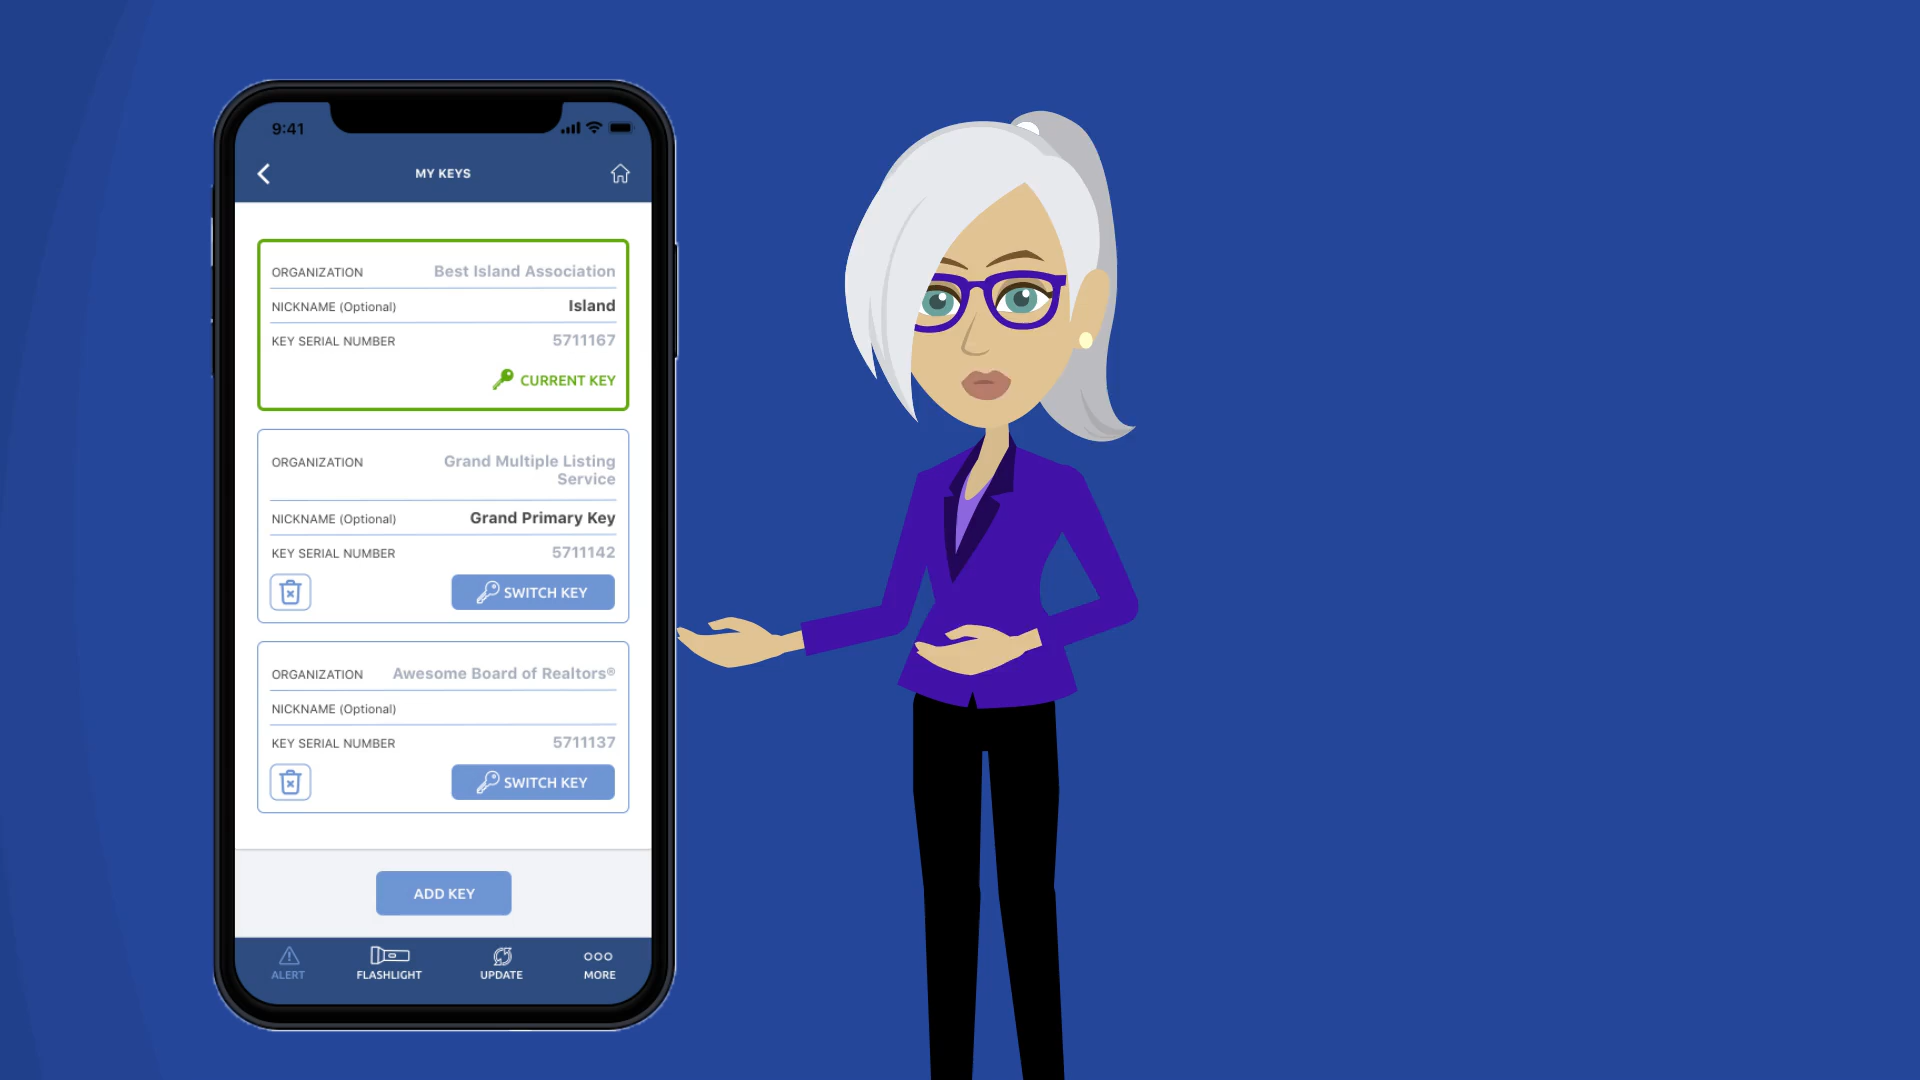 9:41
MY KEYS
ORGANIZATION Best Island Association
NICKNAME (Optional) Island
KEY SERIAL NUMBER 5711167
CURRENT KEY
ORGANIZATION Grand Multiple Listing
Service
NICKNAME (Optional) Grand Primary Key
KEY SERIAL NUMBER 5711142
SWITCH KEY
ORGANIZATION Awesome Board of Realtors®
NICKNAME (Optional)
KEY SERIAL NUMBER 5711137
SWITCH KEY
ADD KEY
ALERT FLASHLIGHT UPDATE MORE